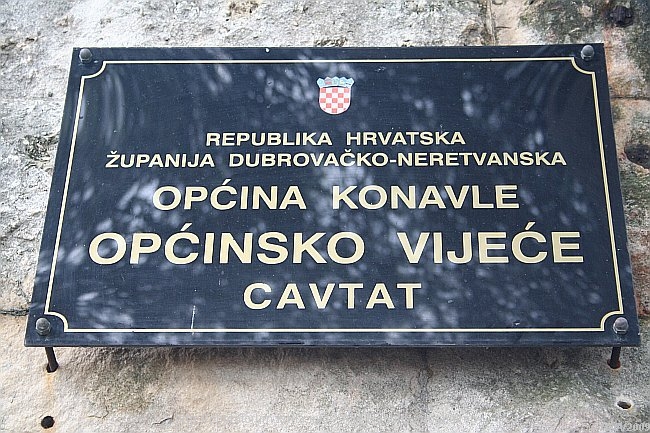 REPUBLIKA HRVATSKA
ŽUPANIJA DUBROVAČKO-NERETVANSKA
OPĆINA KONAVLE
OPĆINSKO VIJEĆE
CAVTAT